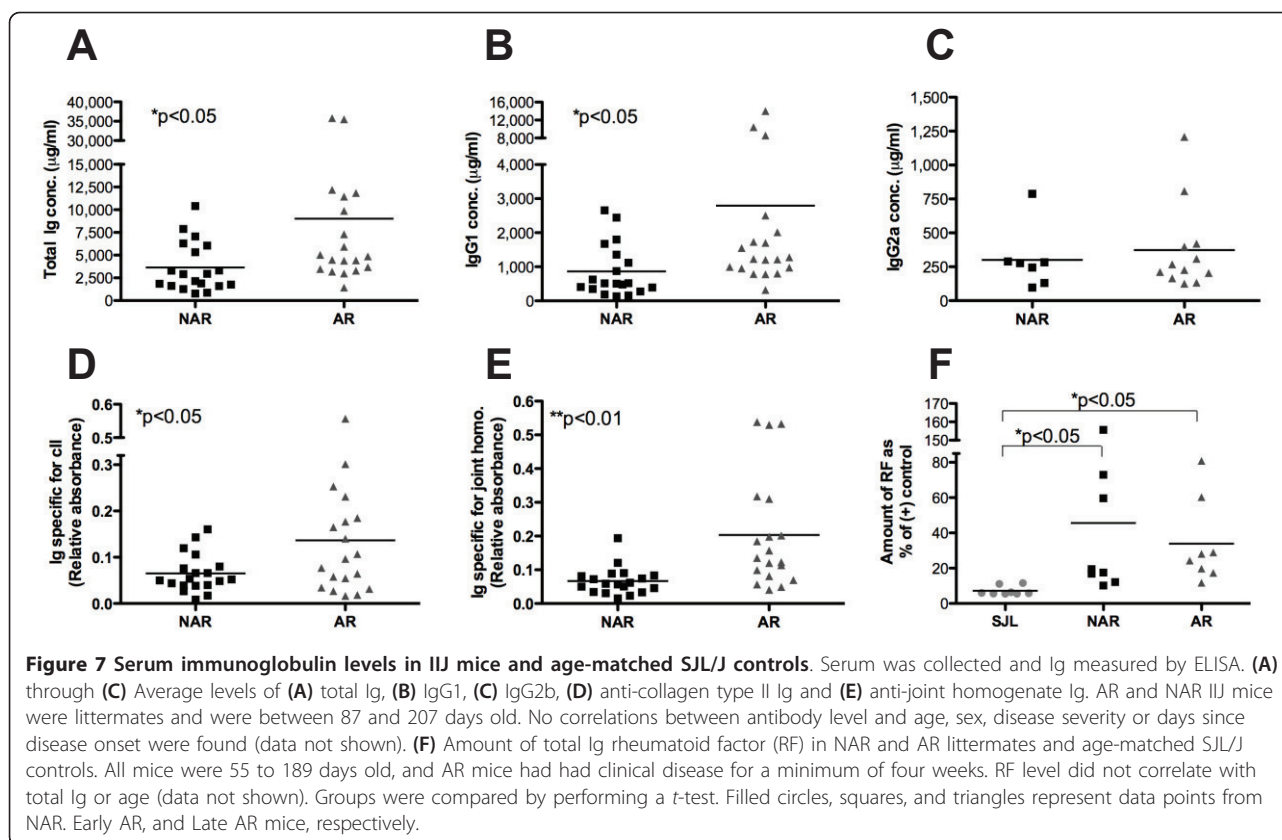 A
*p<0.05
Total Ig conc. (µg/ml)
40,000
35,000
30,000
15,000
12,500
10,000
7,500
5,000
2,500
0
NAR
AR
B
*p<0.05
IgG1 conc. (µg/ml)
16,000
12,000
8,000
4,000
3,000
2,000
1,000
0
NAR
AR
C
IgG2a conc. (µg/ml)
1,500
1,250
1,000
750
500
250
0
NAR
AR
D
*p<0.05
Ig specific for cII
(Relative absorbance)
0.6
0.5
0.3
0.2
0.1
0.0
NAR
AR
E
**p<0.01
Ig specific for joint homo.
(Relative absorbance)
0.6
0.5
0.4
0.3
0.2
0.1
0.0
NAR
AR
F
*p<0.05
*p<0.05
Amount of RF as
% of (+) control
170
160
150
80
60
40
20
0
SJL
NAR
AR
Figure 7 Serum immunoglobulin levels in IIJ mice and age-matched SJL/J controls. Serum was collected and Ig measured by ELISA. (A)
through (C) Average levels of (A) total Ig, (B) IgG1, (C) IgG2b, (D) anti-collagen type II Ig and (E) anti-joint homogenate Ig. AR and NAR IIJ mice
were littermates and were between 87 and 207 days old. No correlations between antibody level and age, sex, disease severity or days since
disease onset were found (data not shown). (F) Amount of total Ig rheumatoid factor (RF) in NAR and AR littermates and age-matched SJL/J
controls. All mice were 55 to 189 days old, and AR mice had had clinical disease for a minimum of four weeks. RF level did not correlate with
total Ig or age (data not shown). Groups were compared by performing a t-test. Filled circles, squares, and triangles represent data points from
NAR. Early AR, and Late AR mice, respectively.